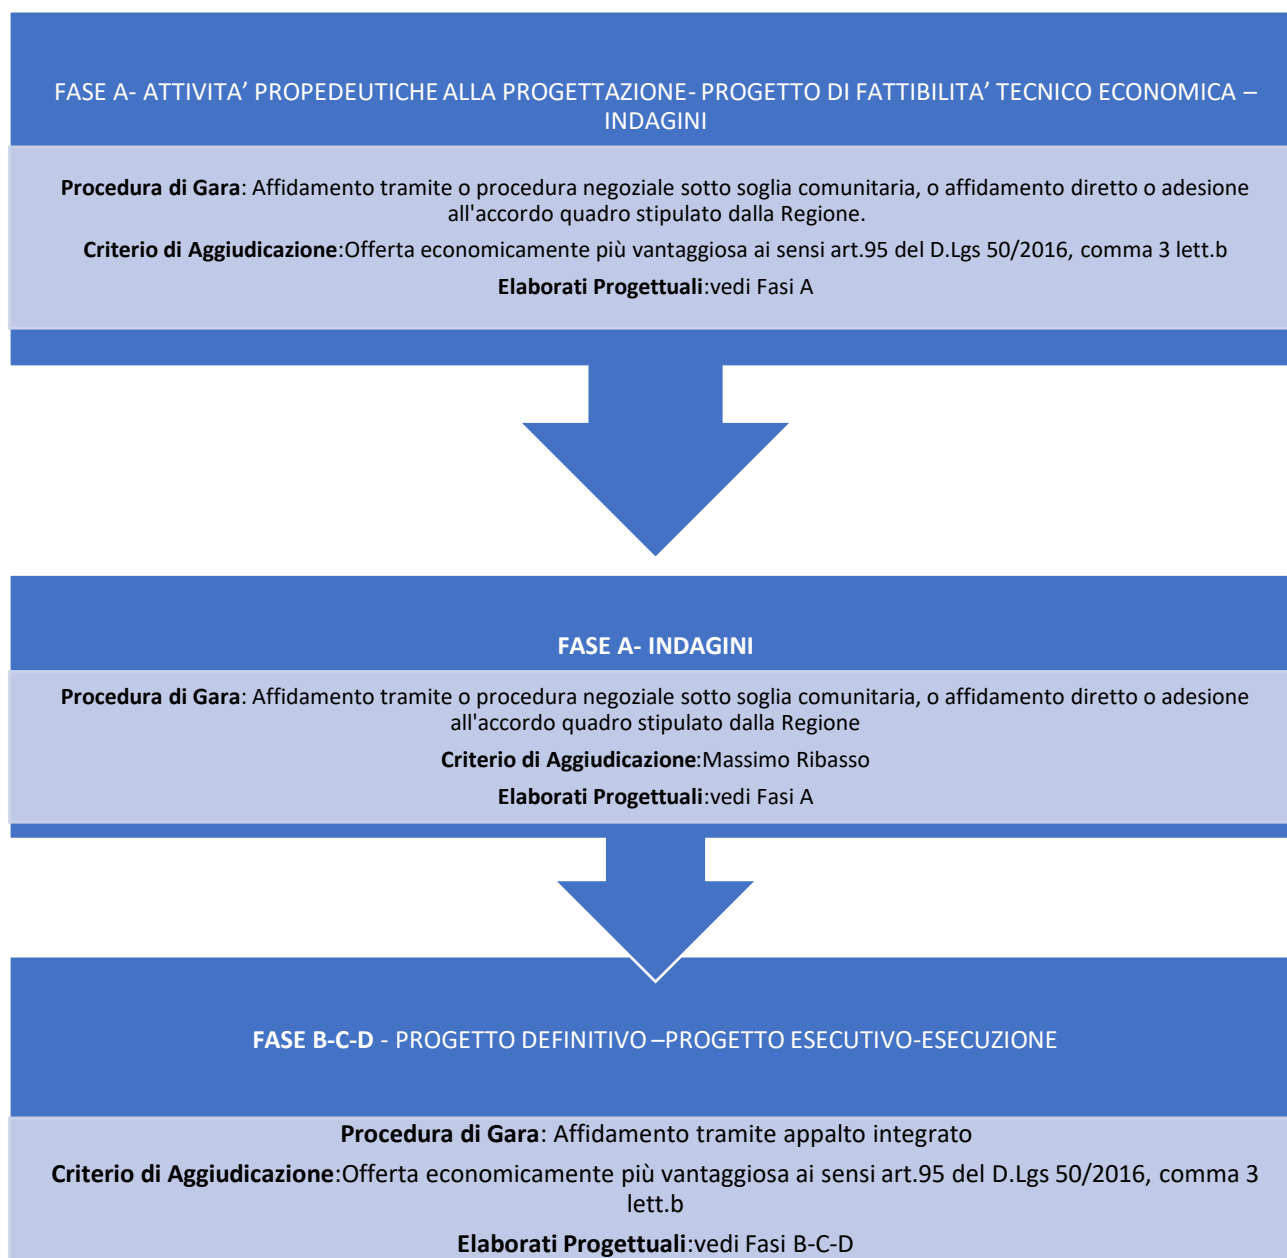 FASE A- ATTIVITA’ PROPEDEUTICHE ALLA PROGETTAZIONE- PROGETTO DI FATTIBILITA’ TECNICO ECONOMICA –
INDAGINI
Procedura di Gara: Affidamento tramite o procedura negoziale sotto soglia comunitaria, o affidamento diretto o adesione
all'accordo quadro stipulato dalla Regione.
Criterio di Aggiudicazione:Offerta economicamente più vantaggiosa ai sensi art.95 del D.Lgs 50/2016, comma 3 lett.b
Elaborati Progettuali:vedi Fasi A
FASE A- INDAGINI
Procedura di Gara: Affidamento tramite o procedura negoziale sotto soglia comunitaria, o affidamento diretto o adesione
all'accordo quadro stipulato dalla Regione
Criterio di Aggiudicazione:Massimo Ribasso
Elaborati Progettuali:vedi Fasi A
FASE B-C-D - PROGETTO DEFINITIVO –PROGETTO ESECUTIVO-ESECUZIONE
Procedura di Gara: Affidamento tramite appalto integrato
Criterio di Aggiudicazione:Offerta economicamente più vantaggiosa ai sensi art.95 del D.Lgs 50/2016, comma 3
lett.b
Elaborati Progettuali:vedi Fasi B-C-D